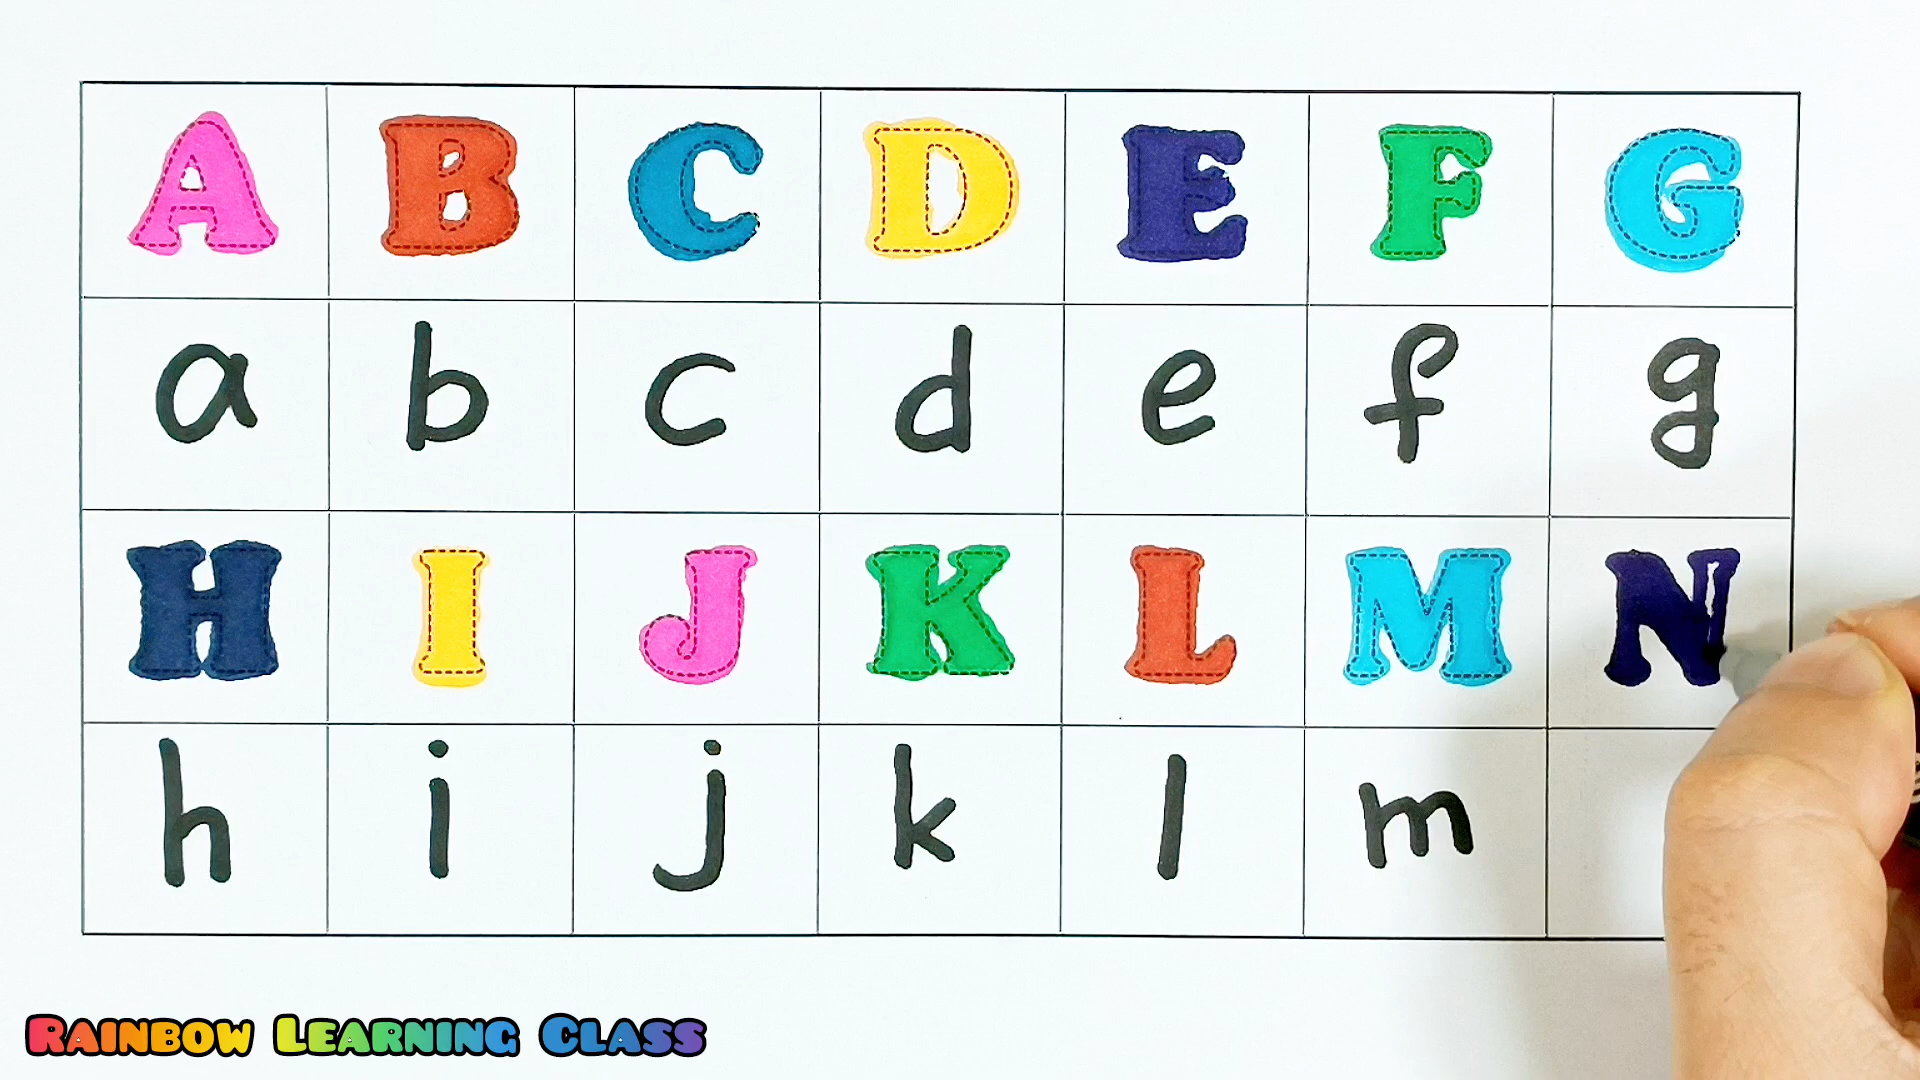 A B C D E F G
a b c d e f g
H I J K L M N
h i j k l m
RAINBOW LEARNING CLASS